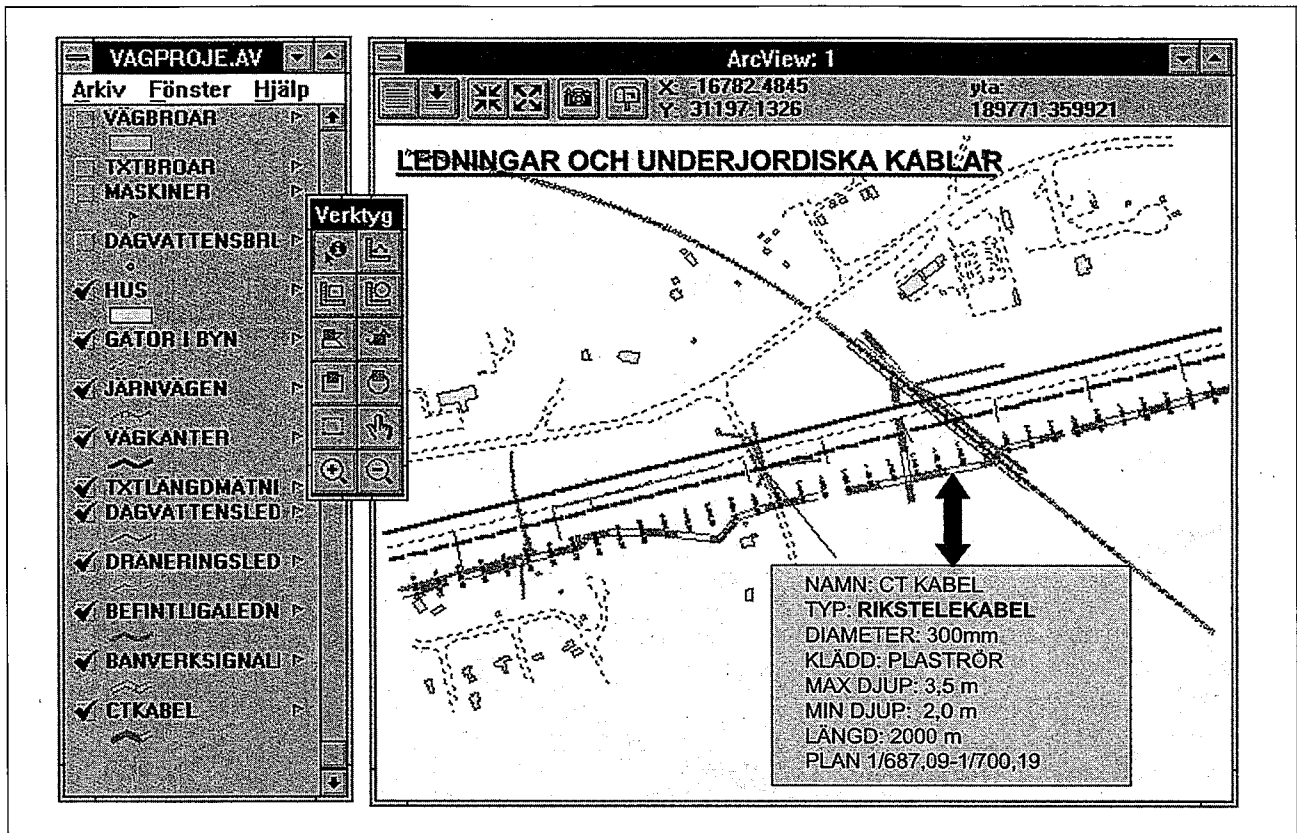 VAGPROJE.AV
Arkiv Fönster Hjälp
VÄGBROAR
TXTBROAR
MASKINER
DAGVATTENSBRU
HUS
GATOR I BYN
JÄRNVÄGEN
VÄGKANTER
TXTLANGDMATNI
DAGVATTENSLED
DRÄNERINGSLED
BEFINTLIGALEDN
BANVERKSIGNALI
CTKABEL
Verktyg
ArcView: 1
X: -16782.4845
Y: 31197.1326
yta:
189771.359921
LEDNINGAR OCH UNDERJORDISKA KABLAR
NAMN: CT KABEL
TYP: RIKSTELEKABEL
DIAMETER: 300mm
KLÄDD: PLASTRÖR
MAX DJUP: 3,5 m
MIN DJUP: 2,0 m
LÄNGD: 2000 m
PLAN 1/687,09-1/700,19